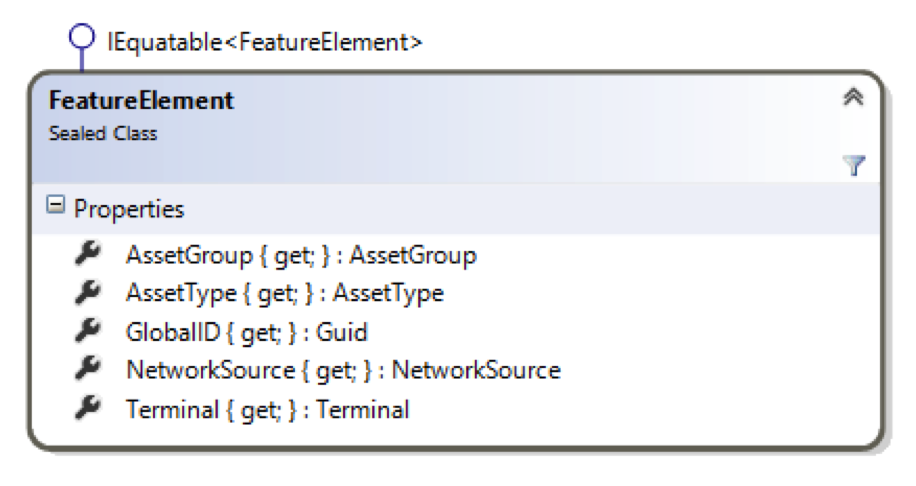 IEquatable<FeatureElement>
FeatureElement
Sealed Class
Properties
AssetGroup { get; } : AssetGroup
AssetType { get; } : AssetType
GlobalID { get; } : Guid
NetworkSource { get; } : NetworkSource
Terminal { get; } : Terminal